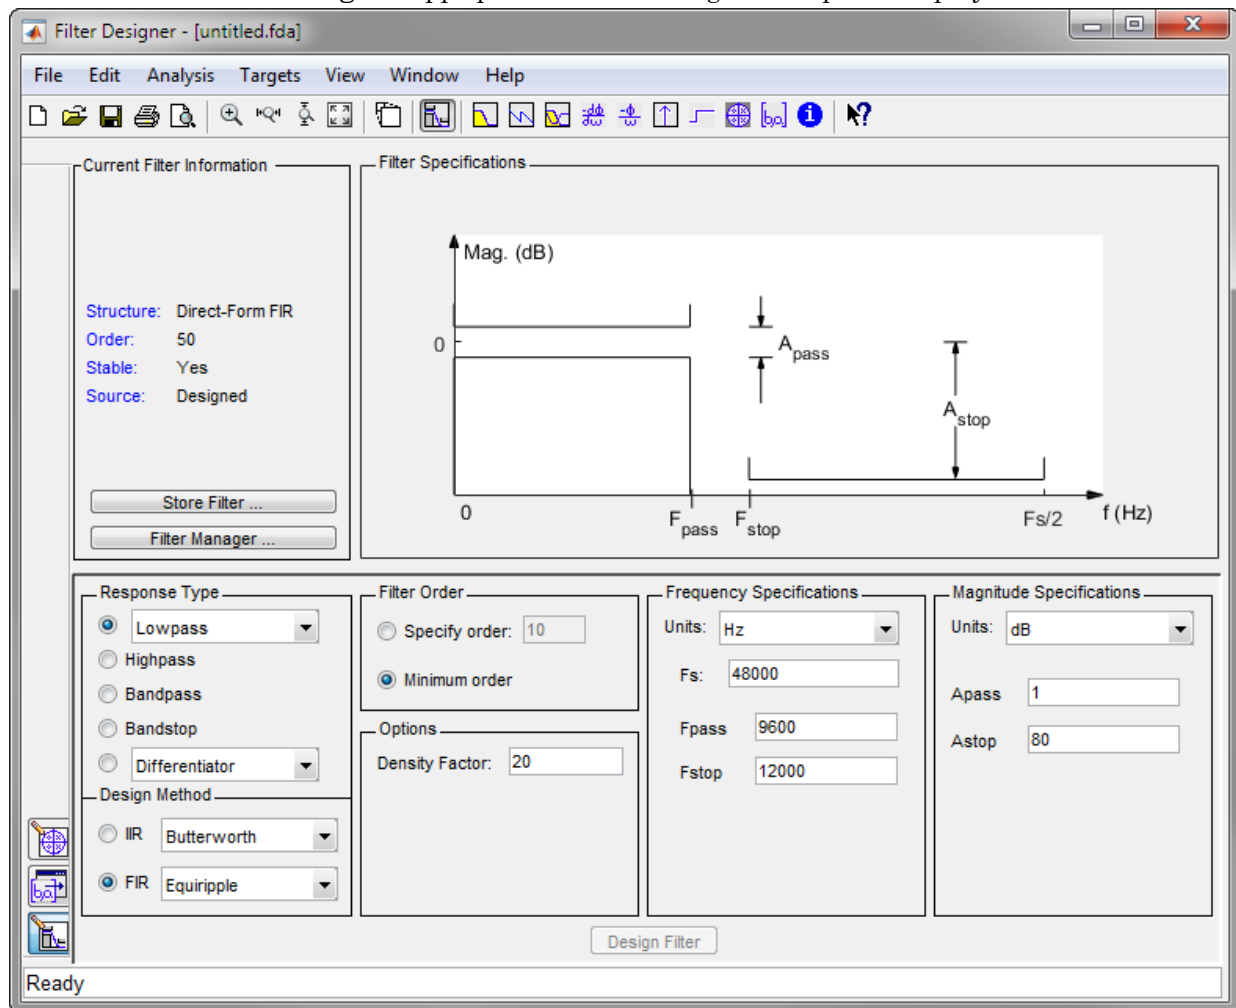 Filter Designer - [untitled.fda]
File Edit Analysis Targets View Window Help
Current Filter Information
Structure: Direct-Form FIR
Order: 50
Stable: Yes
Source: Designed
Store Filter ...
Filter Manager ...
Filter Specifications
Mag. (dB)
0
A pass
A stop
0
F pass
F stop
Fs/2
f (Hz)
Response Type
Lowpass
Highpass
Bandpass
Bandstop
Differentiator
Design Method
IIR Butterworth
FIR Equiripple
Filter Order
Specify order: 10
Minimum order
Options
Density Factor: 20
Frequency Specifications
Units: Hz
Fs: 48000
Fpass 9600
Fstop 12000
Magnitude Specifications
Units: dB
Apass 1
Astop 80
Design Filter
Ready